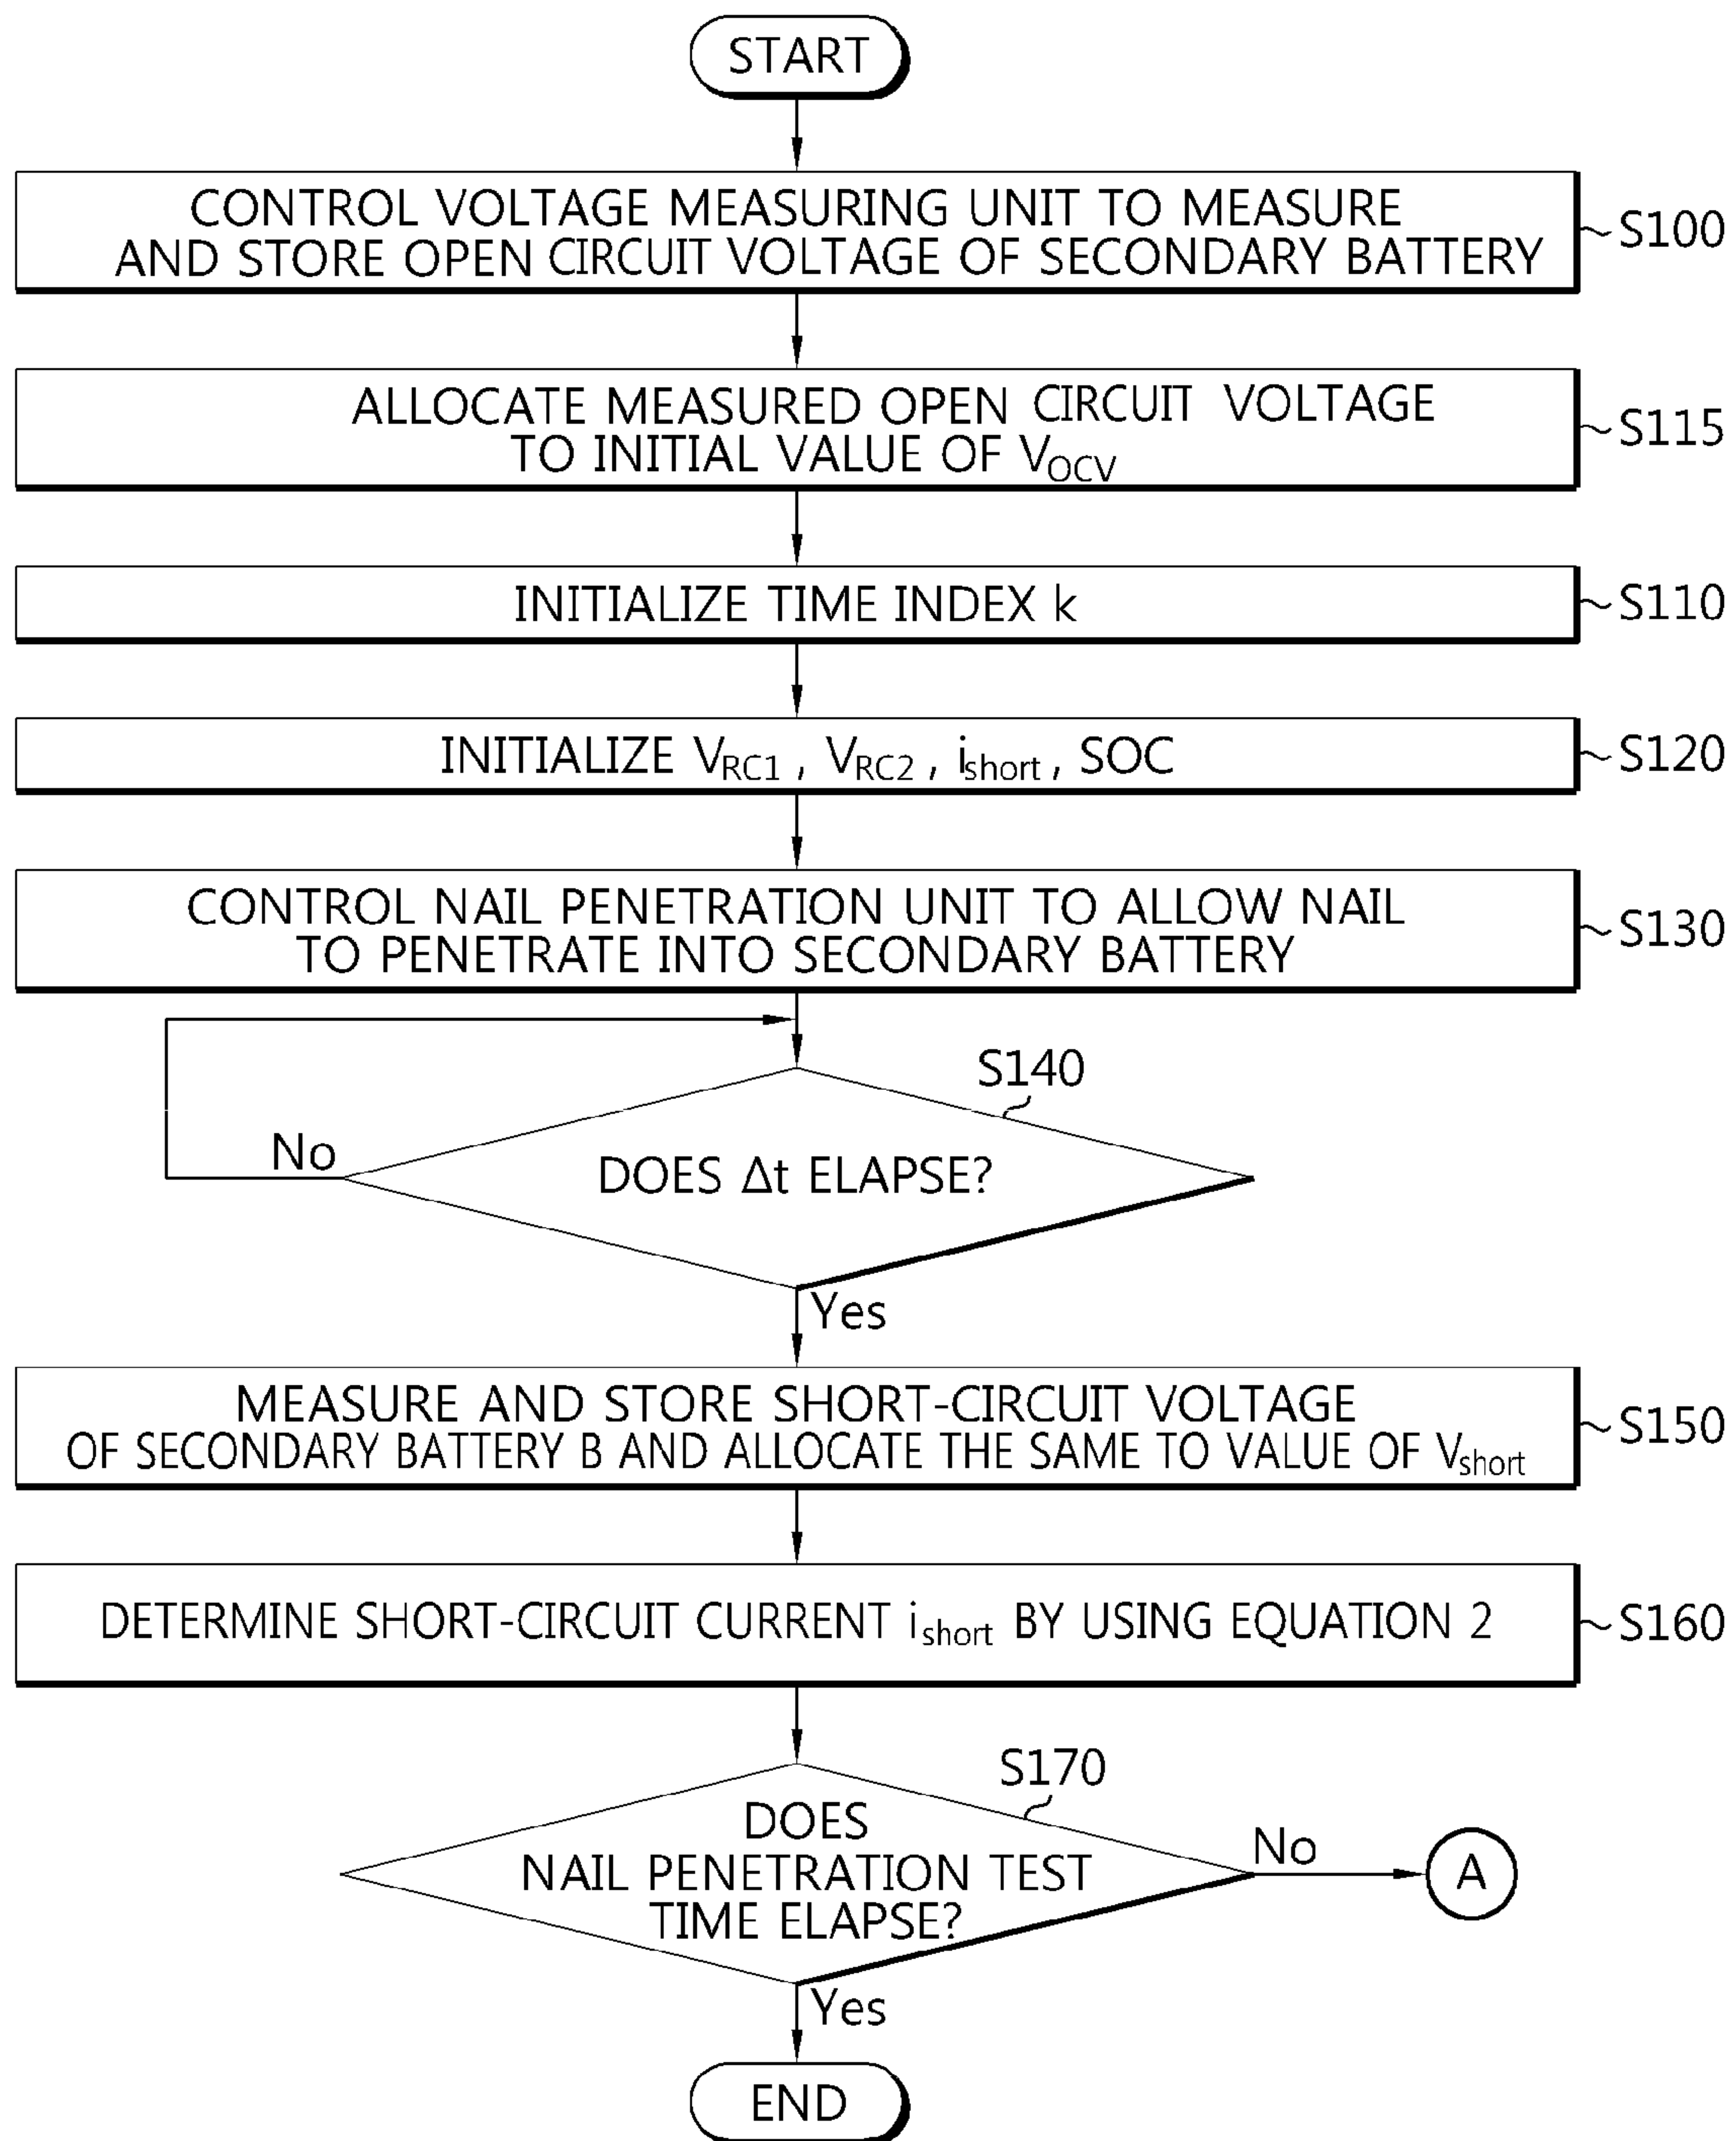 START
CONTROL VOLTAGE MEASURING UNIT TO MEASURE
AND STORE OPEN CIRCUIT VOLTAGE OF SECONDARY BATTERY
S100
ALLOCATE MEASURED OPEN CIRCUIT VOLTAGE
TO INITIAL VALUE OF VOCV
S115
INITIALIZE TIME INDEX k
S110
INITIALIZE VRC1 , VRC2 , ishort , SOC
S120
CONTROL NAIL PENETRATION UNIT TO ALLOW NAIL
TO PENETRATE INTO SECONDARY BATTERY
S130
S140
No
DOES Δt ELAPSE?
Yes
MEASURE AND STORE SHORT-CIRCUIT VOLTAGE
OF SECONDARY BATTERY B AND ALLOCATE THE SAME TO VALUE OF Vshort
S150
DETERMINE SHORT-CIRCUIT CURRENT ishort BY USING EQUATION 2
S160
S170
DOES
NAIL PENETRATION TEST
TIME ELAPSE?
No
A
Yes
END